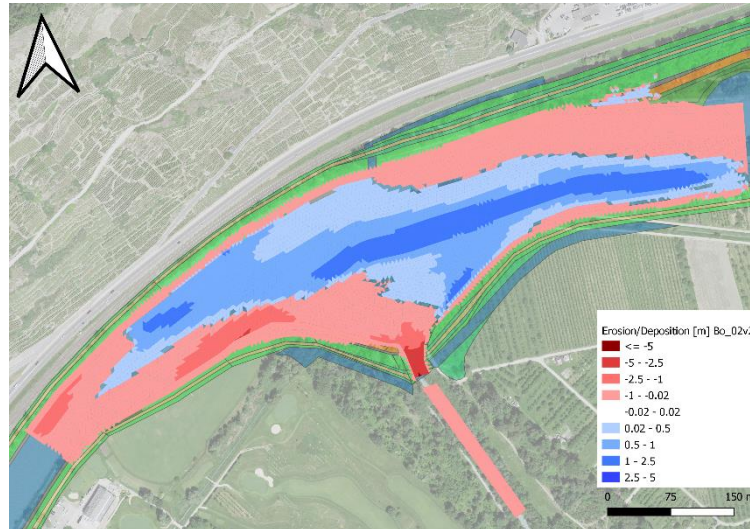 Erosion/Deposition [m] Bo_02v2
<= -5
-5 - -2.5
-2.5 - -1
-1 - -0.02
-0.02 - 0.02
0.02 - 0.5
0.5 - 1
1 - 2.5
2.5 - 5
0 75 150 m